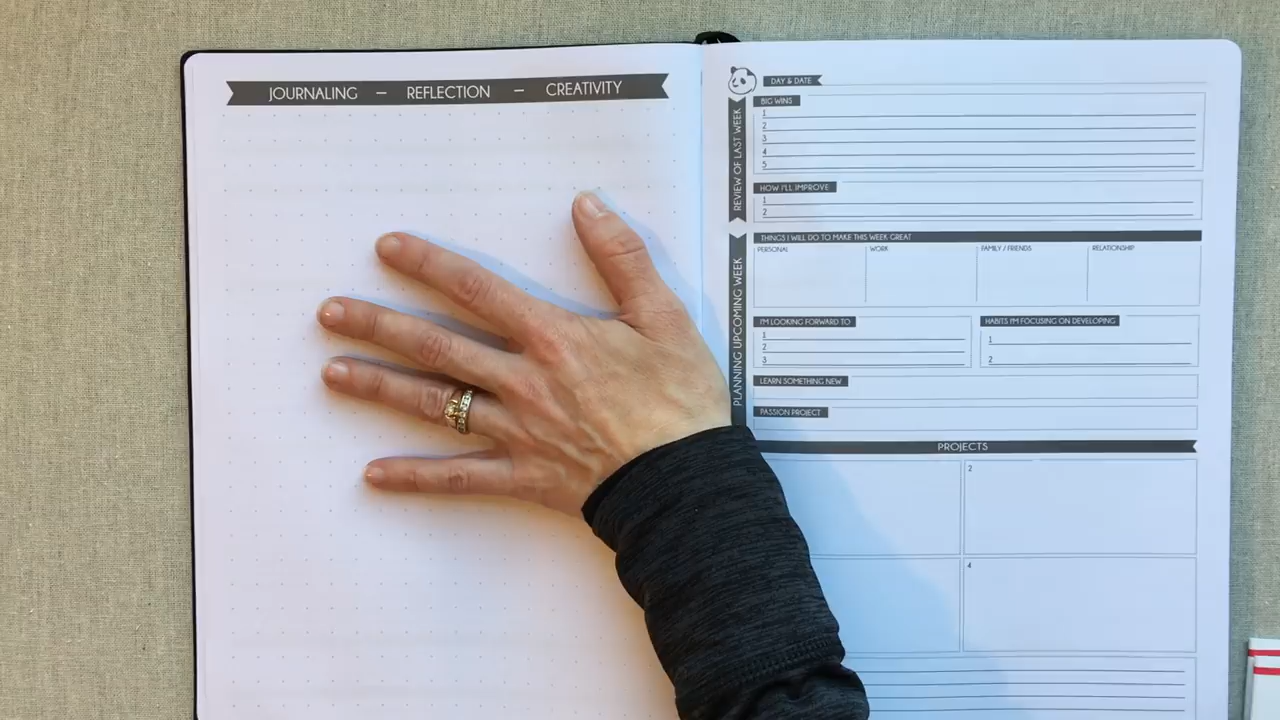 JOURNALING – REFLECTION – CREATIVITY
DAY & DATE
REVIEW OF LAST WEEK
BIG WINS
1
2
3
4
5
HOW I'LL IMPROVE
1
2
PLANNING UPCOMING WEEK
THINGS I WILL DO TO MAKE THIS WEEK GREAT
PERSONAL WORK FAMILY / FRIENDS RELATIONSHIP
I'M LOOKING FORWARD TO
1
2
3
HABITS I'M FOCUSING ON DEVELOPING
1
2
LEARN SOMETHING NEW
PASSION PROJECT
PROJECTS
2
4